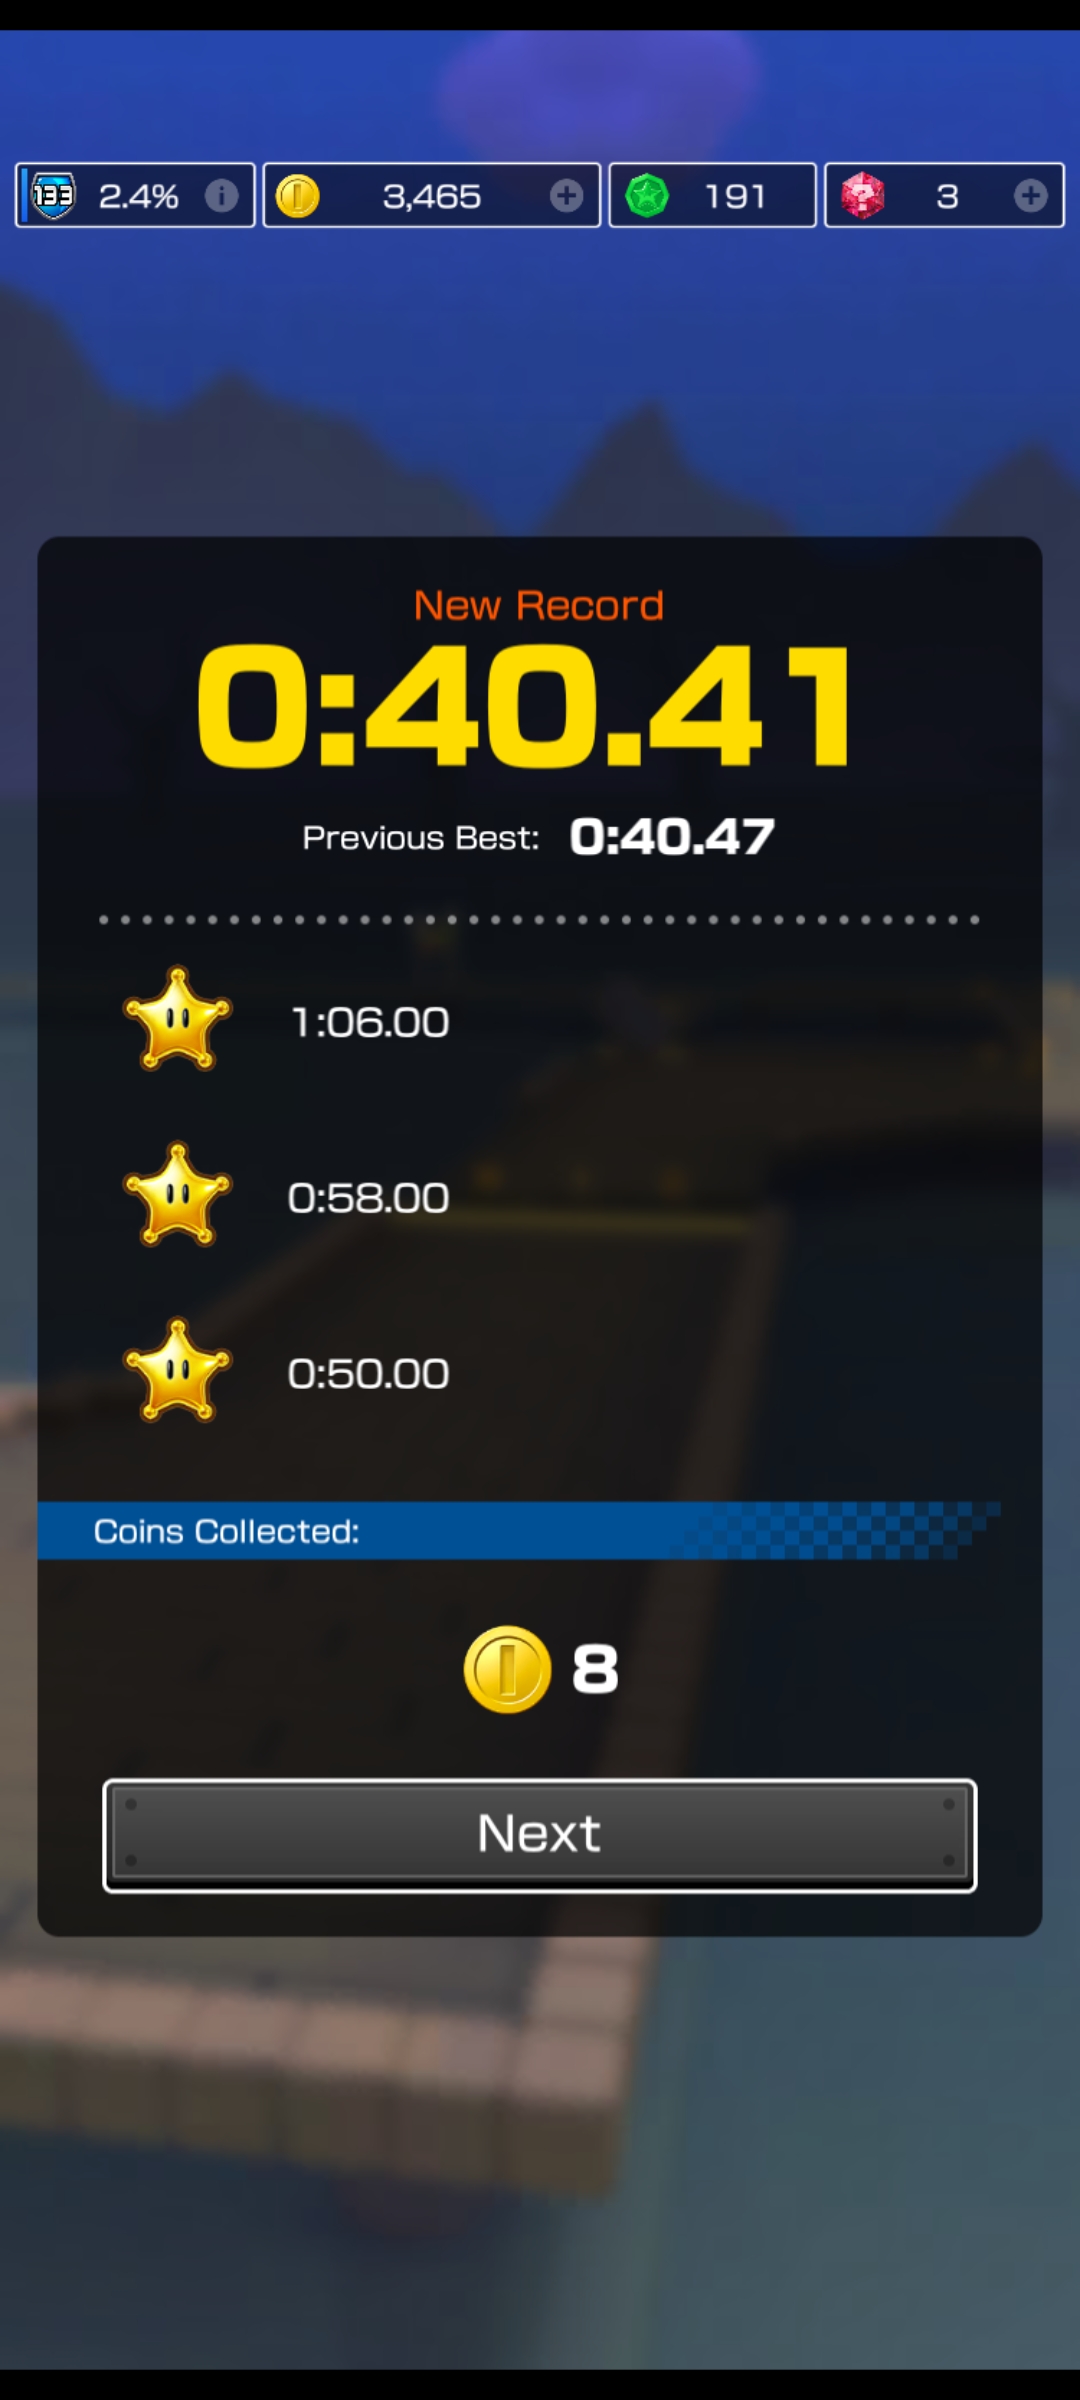 133 2.4% i 3,465 + 191 ? 3 +
New Record
0:40.41
Previous Best: 0:40.47
1:06.00
0:58.00
0:50.00
Coins Collected:
8
Next